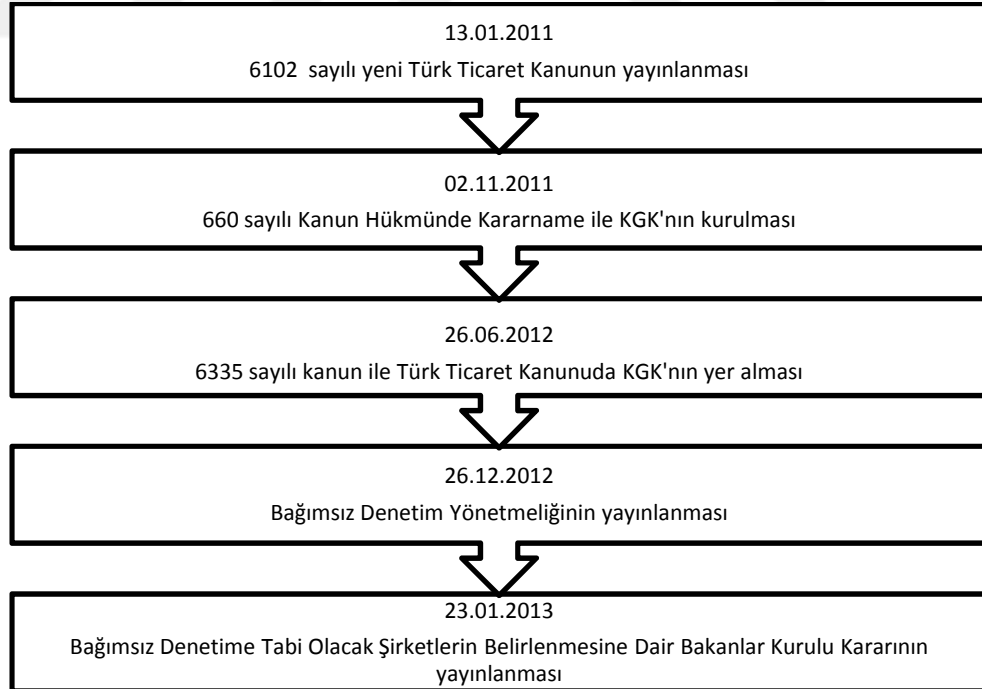 13.01.2011
6102 sayılı yeni Türk Ticaret Kanunun yayınlanması
02.11.2011
660 sayılı Kanun Hükmünde Kararname ile KGK'nın kurulması
26.06.2012
6335 sayılı kanun ile Türk Ticaret Kanunuda KGK'nın yer alması
26.12.2012
Bağımsız Denetim Yönetmeliğinin yayınlanması
23.01.2013
Bağımsız Denetime Tabi Olacak Şirketlerin Belirlenmesine Dair Bakanlar Kurulu Kararının
yayınlanması